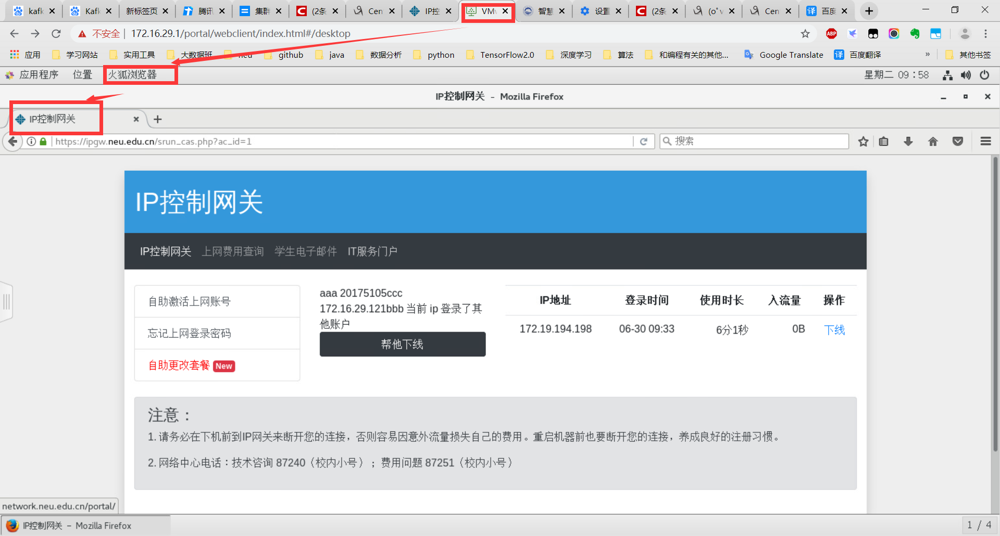 kafk
Kafk
新标签页
腾讯
集群
(2条
Cen
IP控
VMv
智慧
设置
(2条
(oﾟv
Cen
百度
不安全
172.16.29.1/portal/webclient/index.html#/desktop
ABP
应用
学习网站
实用工具
大数据班
neu
github
java
数据分析
python
TensorFlow2.0
深度学习
算法
和编程有关的其他...
Google Translate
译
百度翻译
»
其他书签
应用程序
位置
火狐浏览器
星期二 09：58
IP控制网关 - Mozilla Firefox
IP控制网关
https://ipgw.neu.edu.cn/srun_cas.php?ac_id=1
搜索
IP控制网关
IP控制网关
上网费用查询
学生电子邮件
IT服务门户
自助激活上网账号
忘记上网登录密码
自助更改套餐 New
aaa 20175105ccc
172.16.29.121bbb 当前 ip 登录了其
他账户
帮他下线
IP地址 登录时间 使用时长 入流量 操作
172.19.194.198 06-30 09:33 6分1秒 0B 下线
注意：
1. 请务必在下机前到IP网关来断开您的连接，否则容易因意外流量损失自己的费用。重启机器前也要断开您的连接，养成良好的注册习惯。
2. 网络中心电话：技术咨询 87240（校内小号）；费用问题 87251（校内小号）
network.neu.edu.cn/portal/
IP控制网关 - Mozilla Firefox
1 / 4